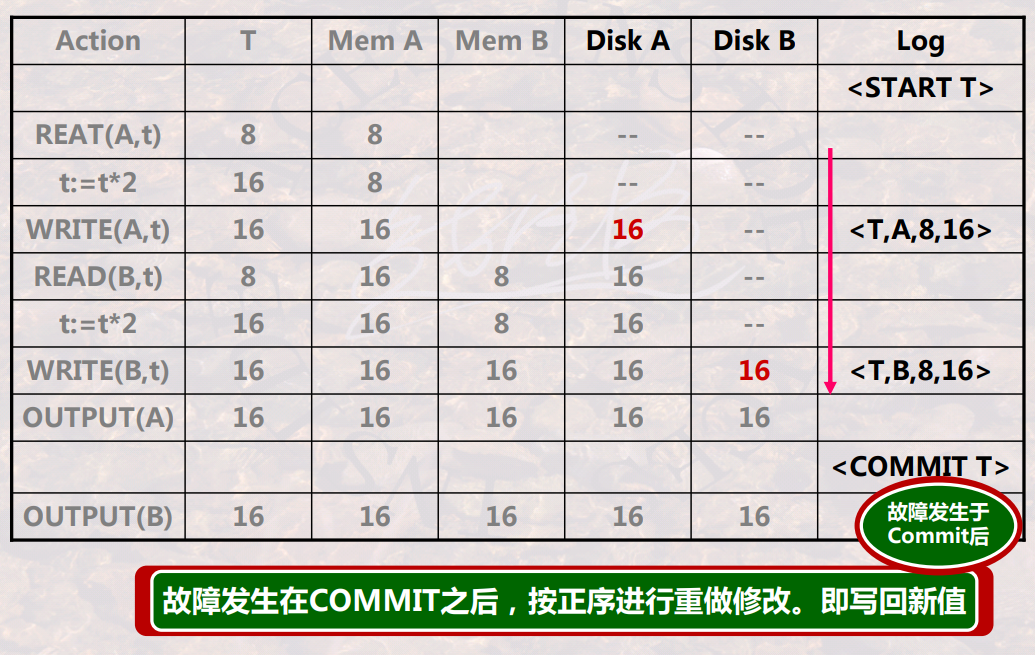 Action T Mem A Mem B Disk A Disk B Log
<START T>
REAT(A,t) 8 8 -- --
t:=t*2 16 8 -- --
WRITE(A,t) 16 16 16 -- <T,A,8,16>
READ(B,t) 8 16 8 16 --
t:=t*2 16 16 8 16 --
WRITE(B,t) 16 16 16 16 16 <T,B,8,16>
OUTPUT(A) 16 16 16 16 16
<COMMIT T>
OUTPUT(B) 16 16 16 16 16
故障发生于
Commit后
故障发生在COMMIT之后，按正序进行重做修改。即写回新值